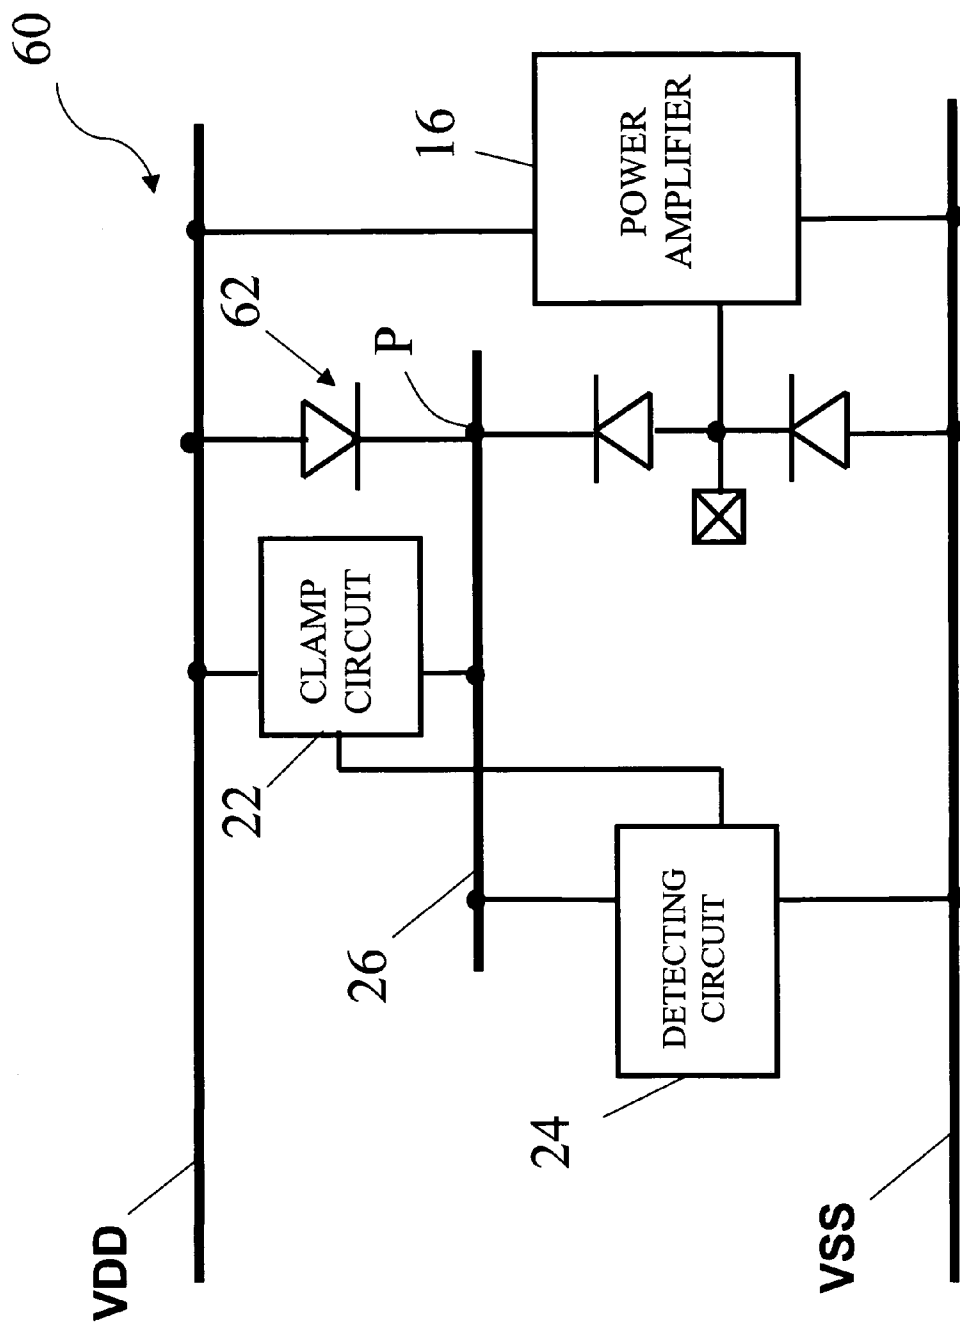 60
VDD
62
P
16
POWER
AMPLIFIER
CLAMP
CIRCUIT
22
26
DETECTING
CIRCUIT
24
VSS